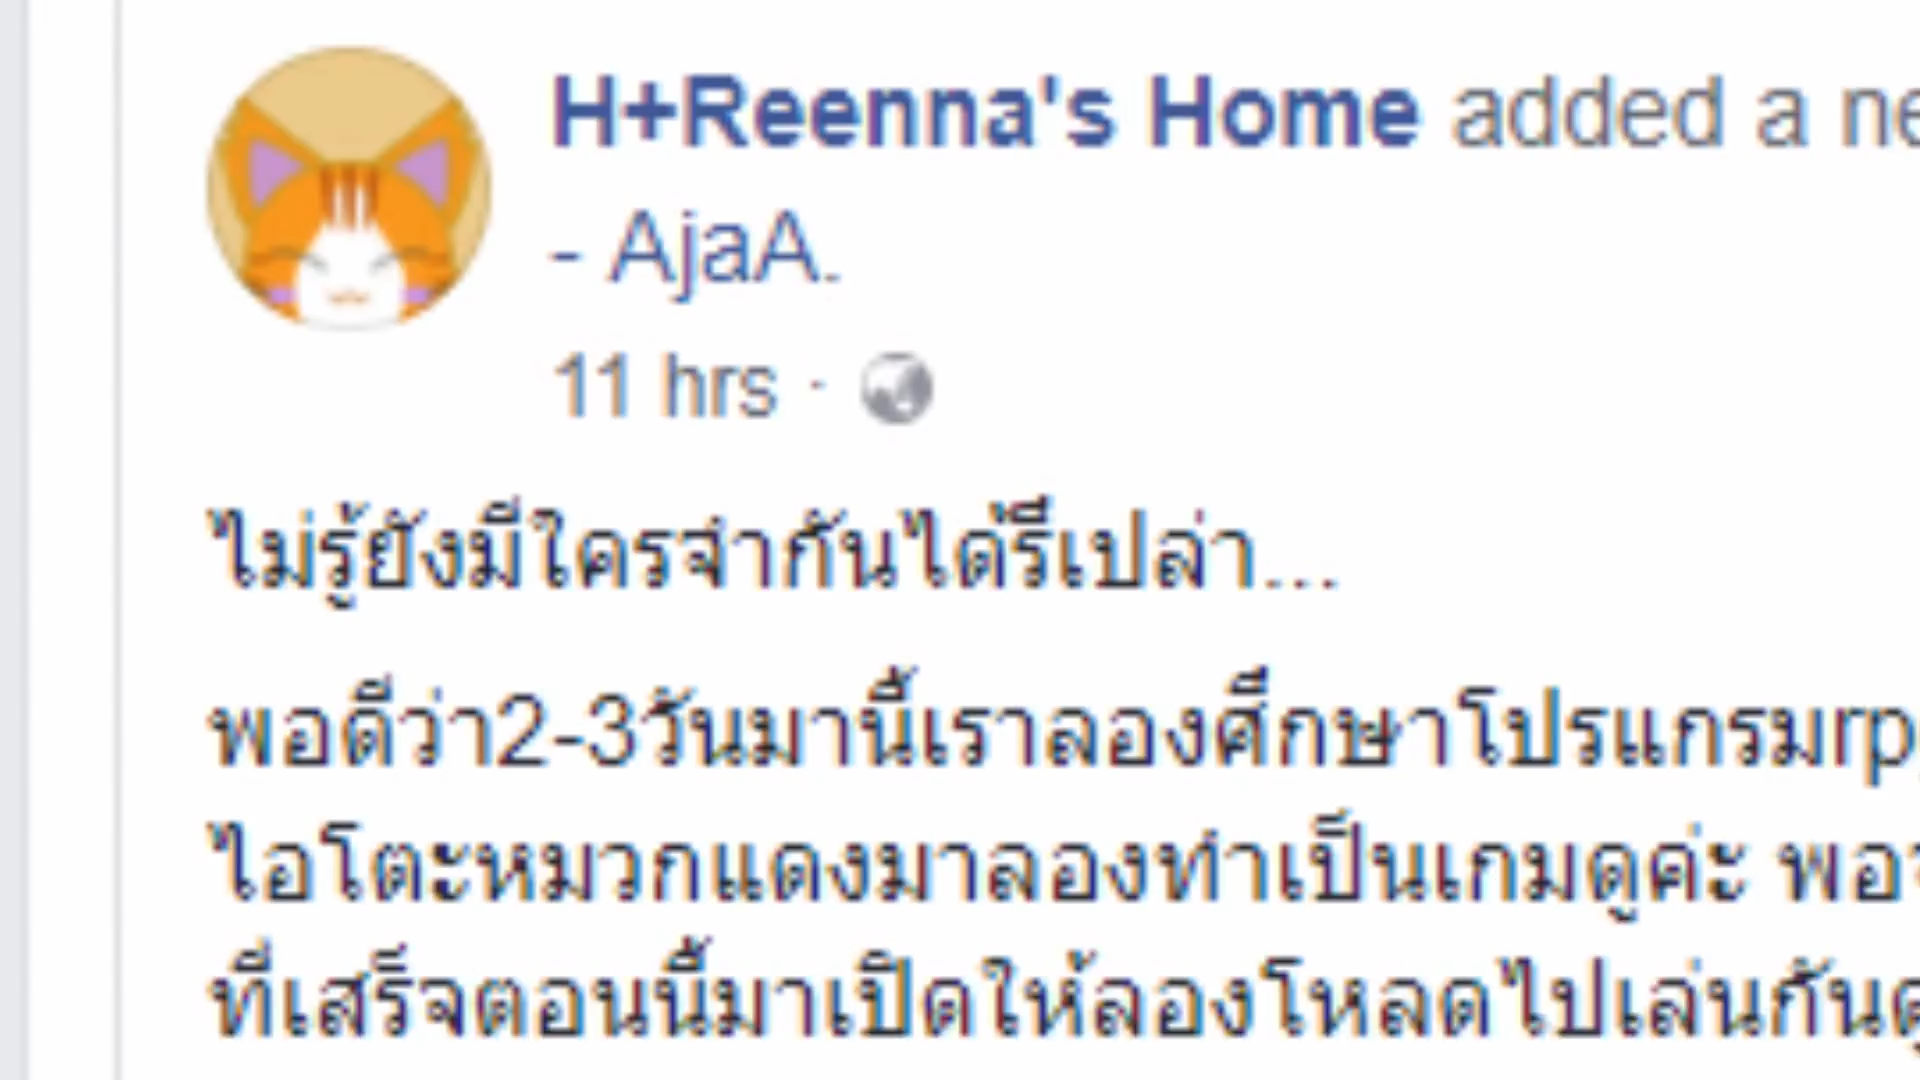 H+Reenna's Home added a
- AjaA.
11 hrs ·
ไม่รู้ยังมีใครจำกันได้รึเปล่า...
พอดีว่า2-3วันมานี้เราลองศึกษาโปรแกรม
ไอโตะหมวกแดงมาลองทำเป็นเกมดูค่ะ
ที่เสร็จตอนนี้มาเปิดให้ลองโหลดไปเล่นกัน